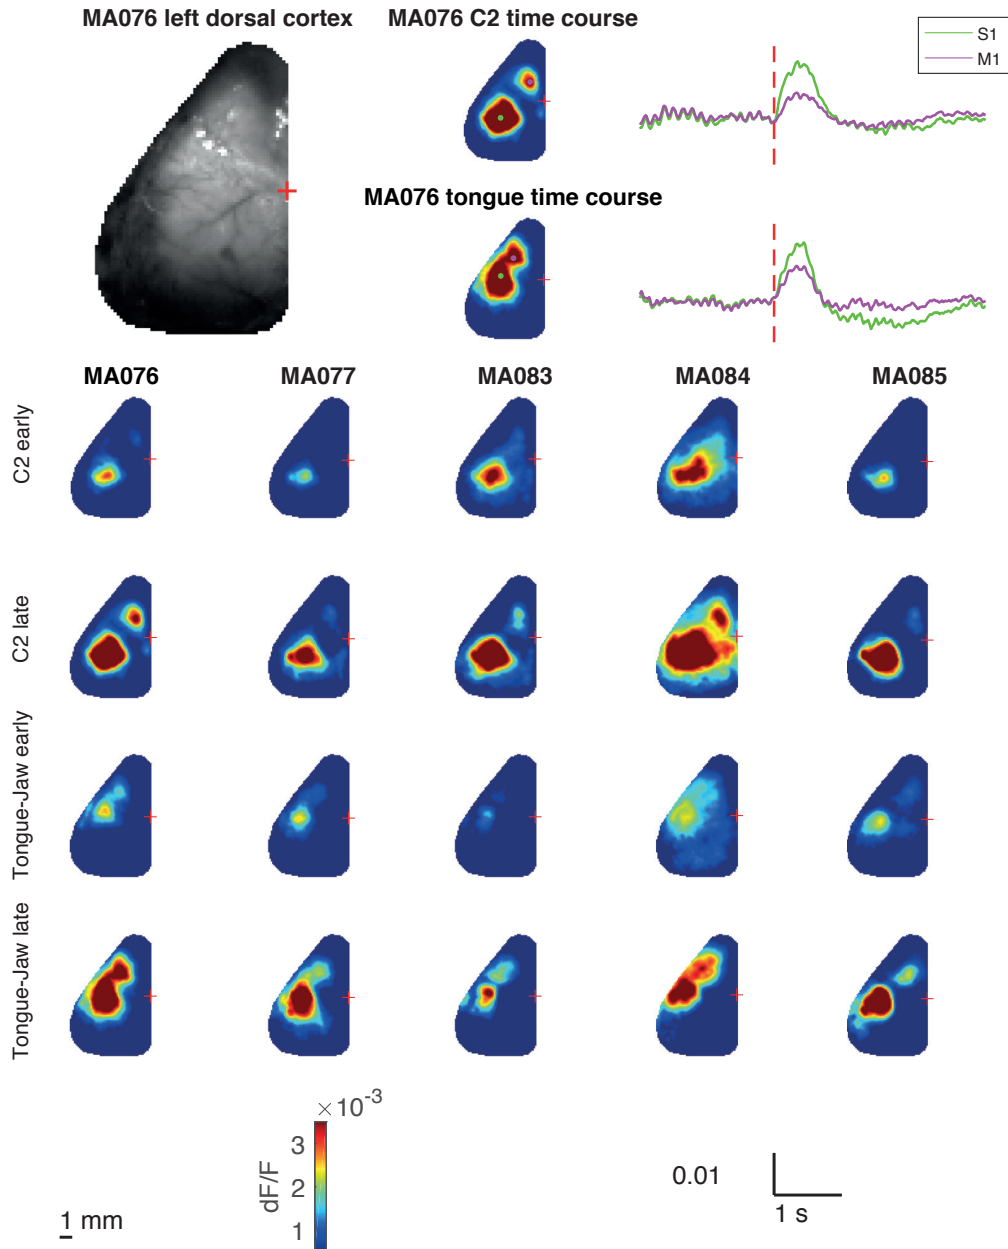 MA076 left dorsal cortex
MA076 C2 time course
S1
M1
MA076 tongue time course
MA076
MA077
MA083
MA084
MA085
C2 early
C2 late
Tongue-Jaw early
Tongue-Jaw late
× 10⁻³
3
2
1
dF/F
1 mm
0.01
1 s